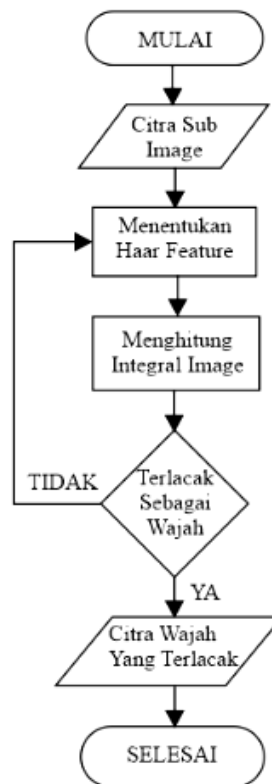 MULAI
Citra Sub
Image
Menentukan
Haar Feature
Menghitung
Integral Image
TIDAK
Terlacak
Sebagai
Wajah
YA
Citra Wajah
Yang Terlacak
SELESAI